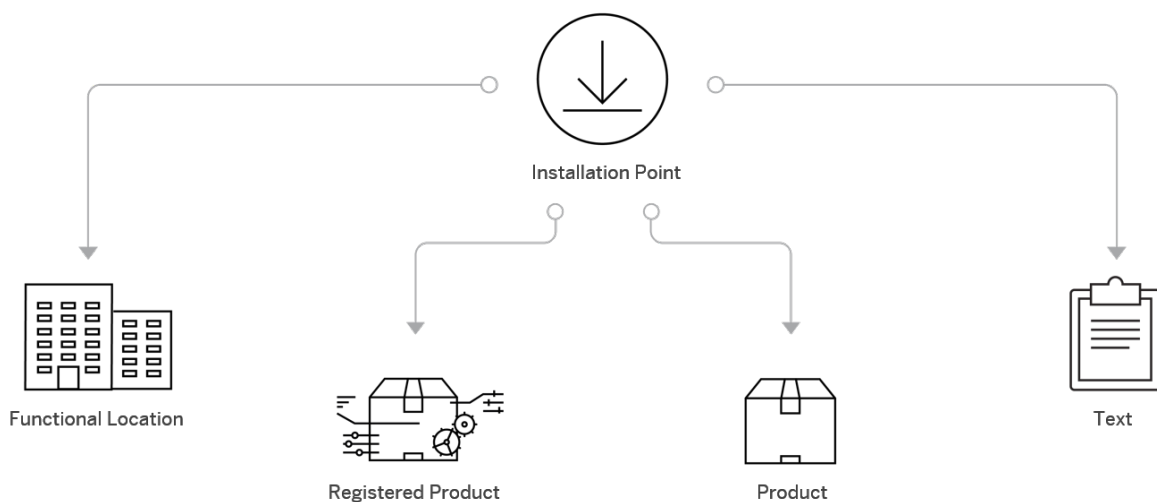 Installation Point
Functional Location
Text
Registered Product
Product